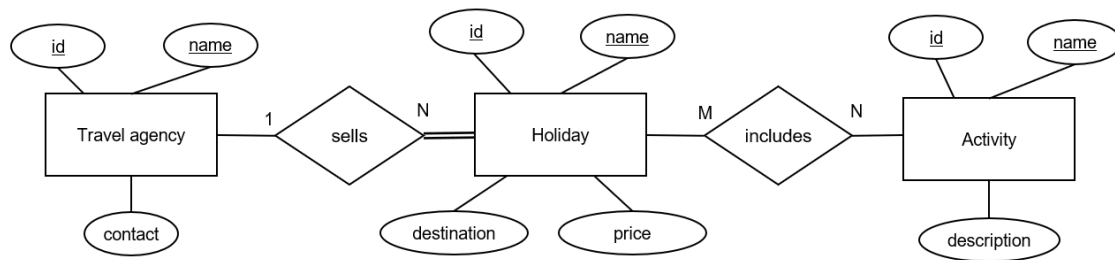 id
name
id
name
id
name
Travel agency
1
sells
N
Holiday
M
includes
N
Activity
contact
destination
price
description